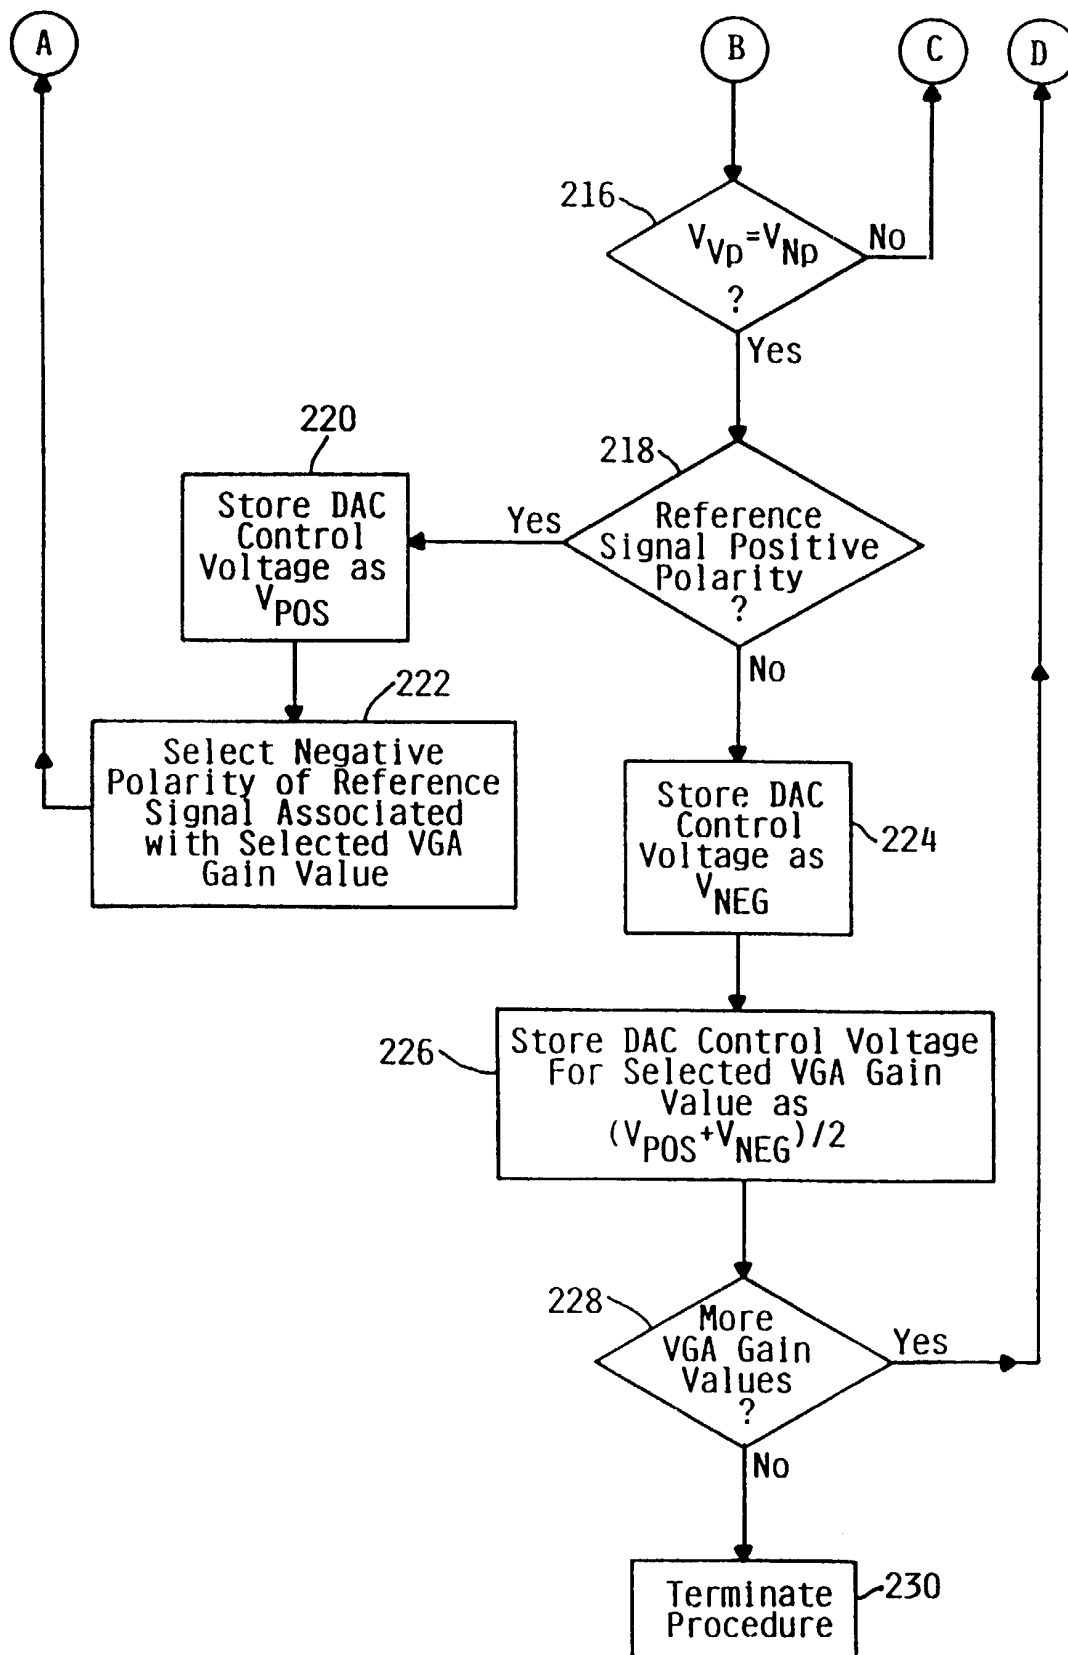 A
B
C
D
216
V_Vp=V_Np
?
No
Yes
220
218
Store DAC
Control
Voltage as
V_POS
Yes
Reference
Signal Positive
Polarity
?
No
222
Select Negative
Polarity of Reference
Signal Associated
with Selected VGA
Gain Value
Store DAC
Control
Voltage as
V_NEG
224
226
Store DAC Control Voltage
For Selected VGA Gain
Value as
(V_POS+V_NEG)/2
228
More
VGA Gain
Values
?
Yes
No
Terminate
Procedure
230